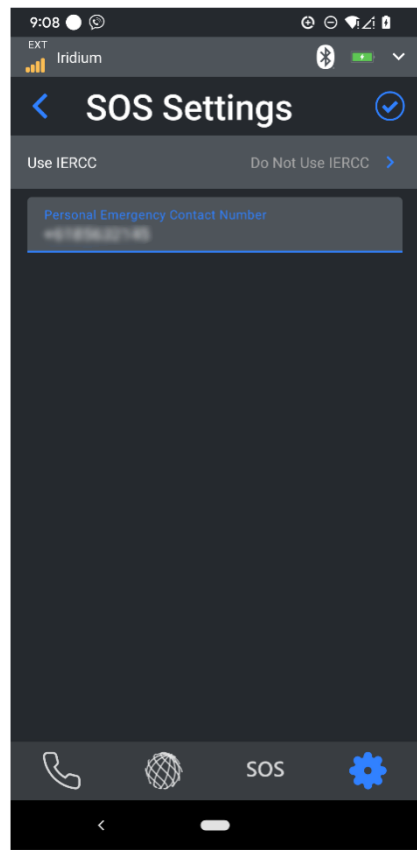 9:08
EXT
Iridium
SOS Settings
Use IERCC Do Not Use IERCC
Personal Emergency Contact Number
SOS